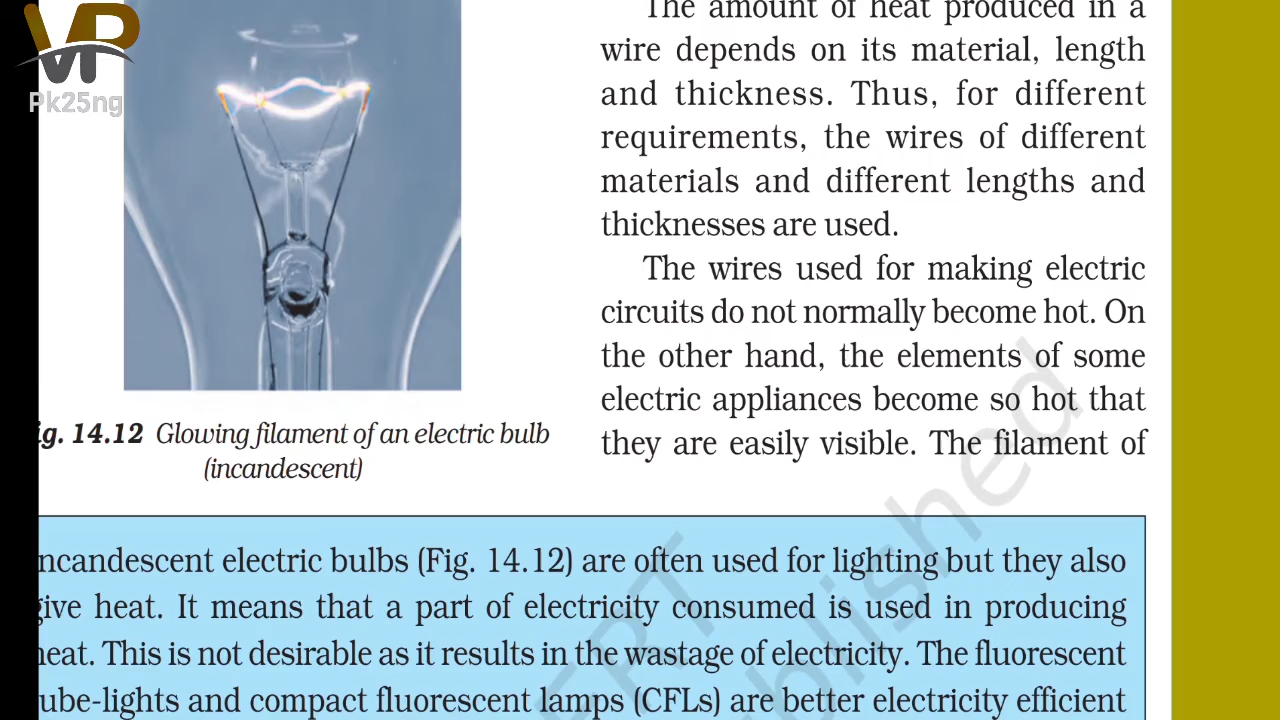 VP
Pk25ng
The amount of heat produced in a
wire depends on its material, length
and thickness. Thus, for different
requirements, the wires of different
materials and different lengths and
thicknesses are used.
The wires used for making electric
circuits do not normally become hot. On
the other hand, the elements of some
electric appliances become so hot that
they are easily visible. The filament of
ig. 14.12 Glowing filament of an electric bulb
(incandescent)
ncandescent electric bulbs (Fig. 14.12) are often used for lighting but they also
give heat. It means that a part of electricity consumed is used in producing
heat. This is not desirable as it results in the wastage of electricity. The fluorescent
ube-lights and compact fluorescent lamps (CFLs) are better electricity efficient